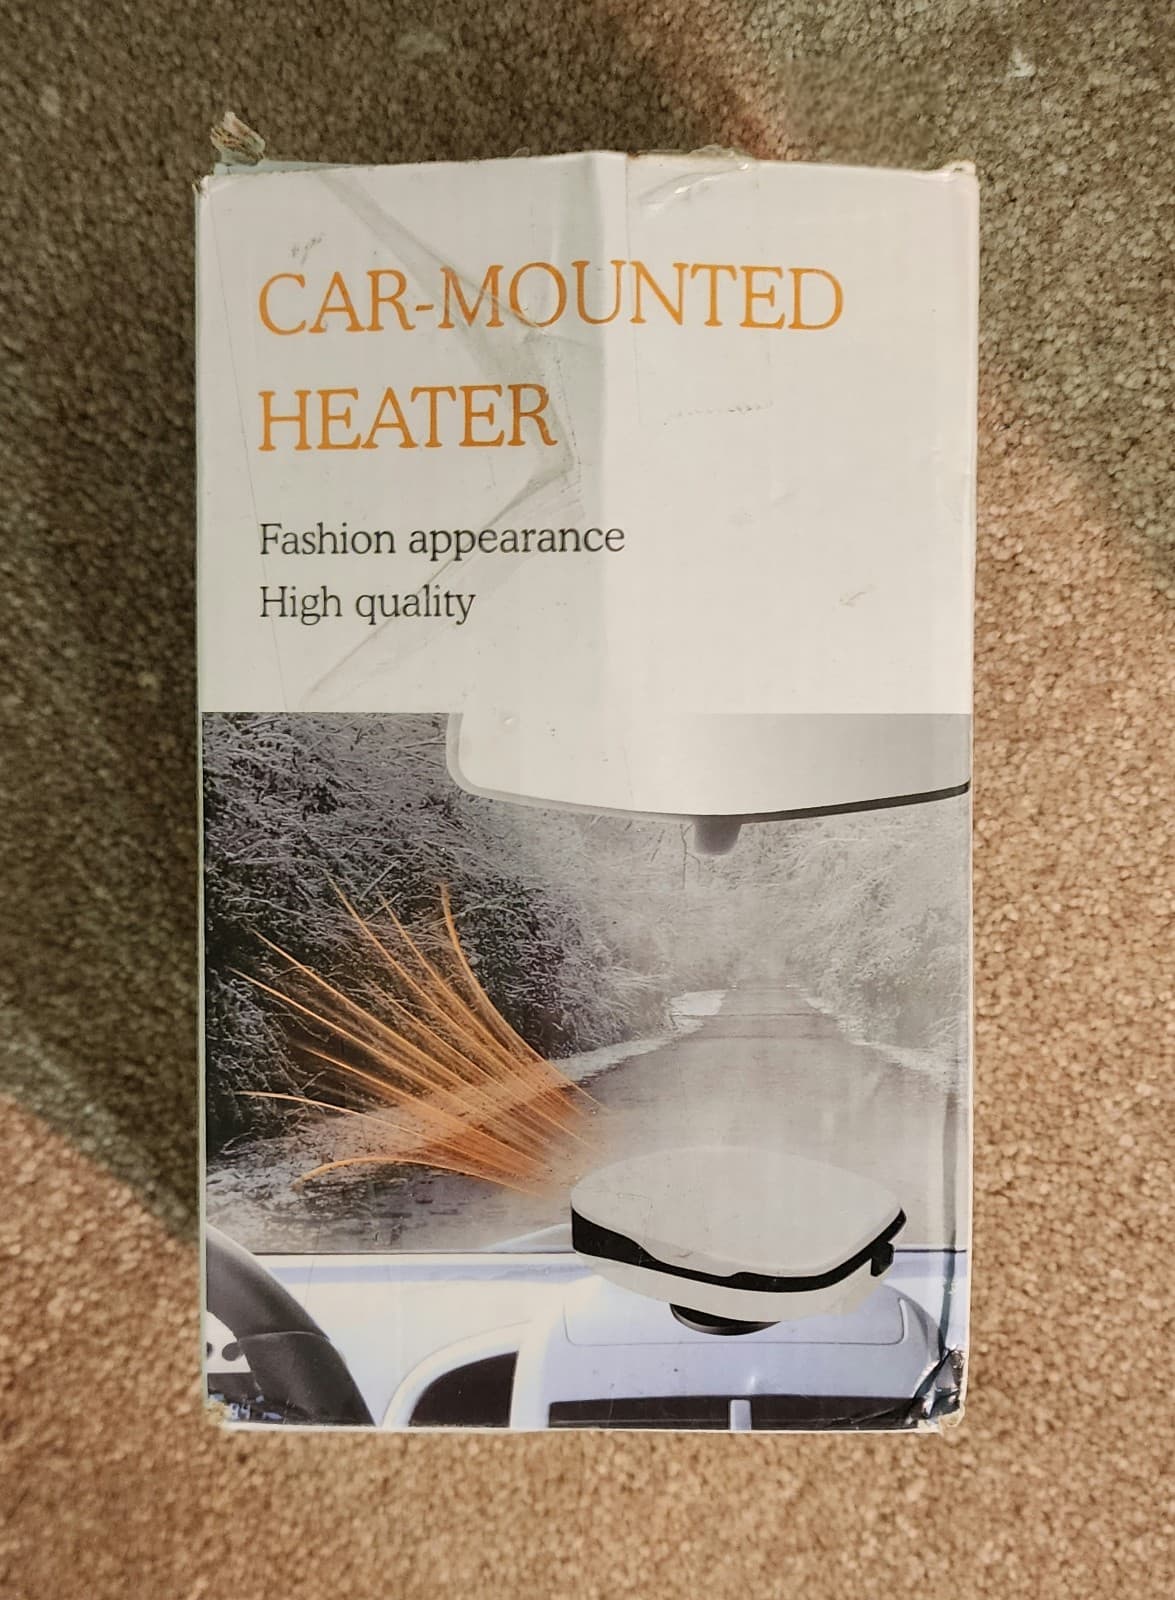 CAR-MOUNTED
HEATER
Fashion appearance
High quality